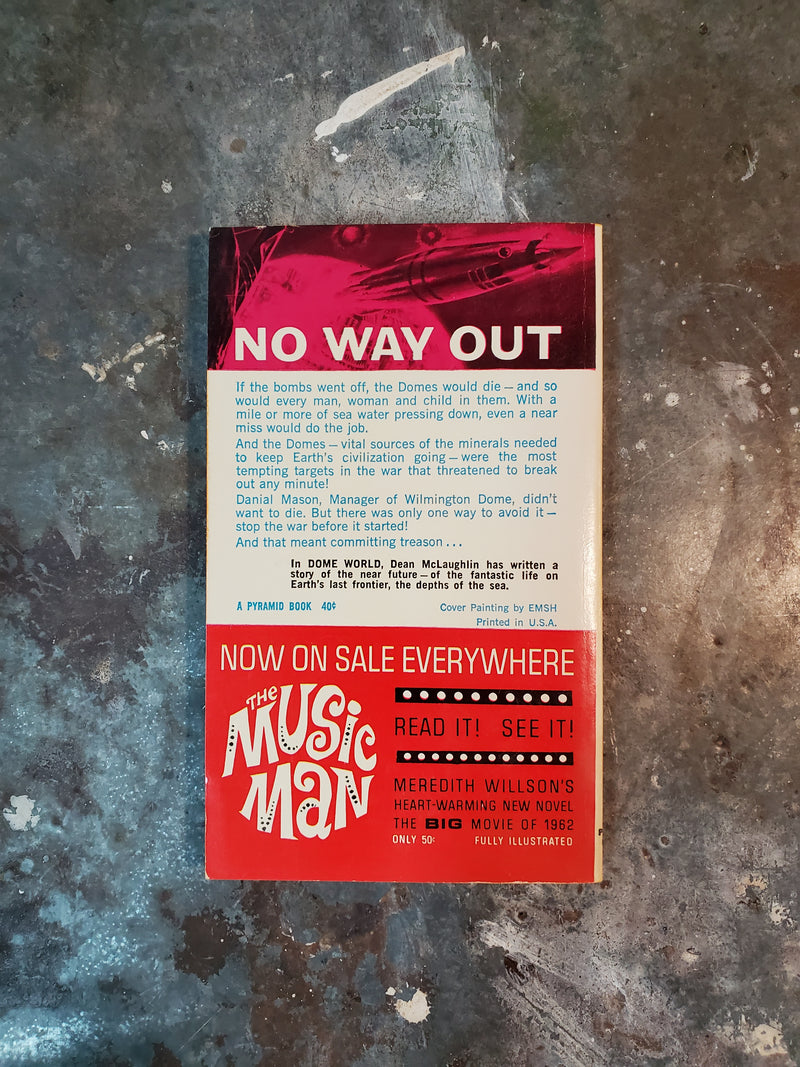 NO WAY OUT
If the bombs went off, the Domes would die — and so
would every man, woman and child in them. With a
mile or more of sea water pressing down, even a near
miss would do the job.
And the Domes — vital sources of the minerals needed
to keep Earth's civilization going — were the most
tempting targets in the war that threatened to break
out any minute!
Danial Mason, Manager of Wilmington Dome, didn't
want to die. But there was only one way to avoid it —
stop the war before it started!
And that meant committing treason ...
In DOME WORLD, Dean McLaughlin has written a
story of the near future — of the fantastic life on
Earth's last frontier, the depths of the sea.
A PYRAMID BOOK 40¢
Cover Painting by EMSH
Printed in U.S.A.
NOW ON SALE EVERYWHERE
THE
MUSIC
MAN
READ IT! SEE IT!
MEREDITH WILLSON'S
HEART-WARMING NEW NOVEL
THE BIG MOVIE OF 1962
ONLY 50¢ FULLY ILLUSTRATED